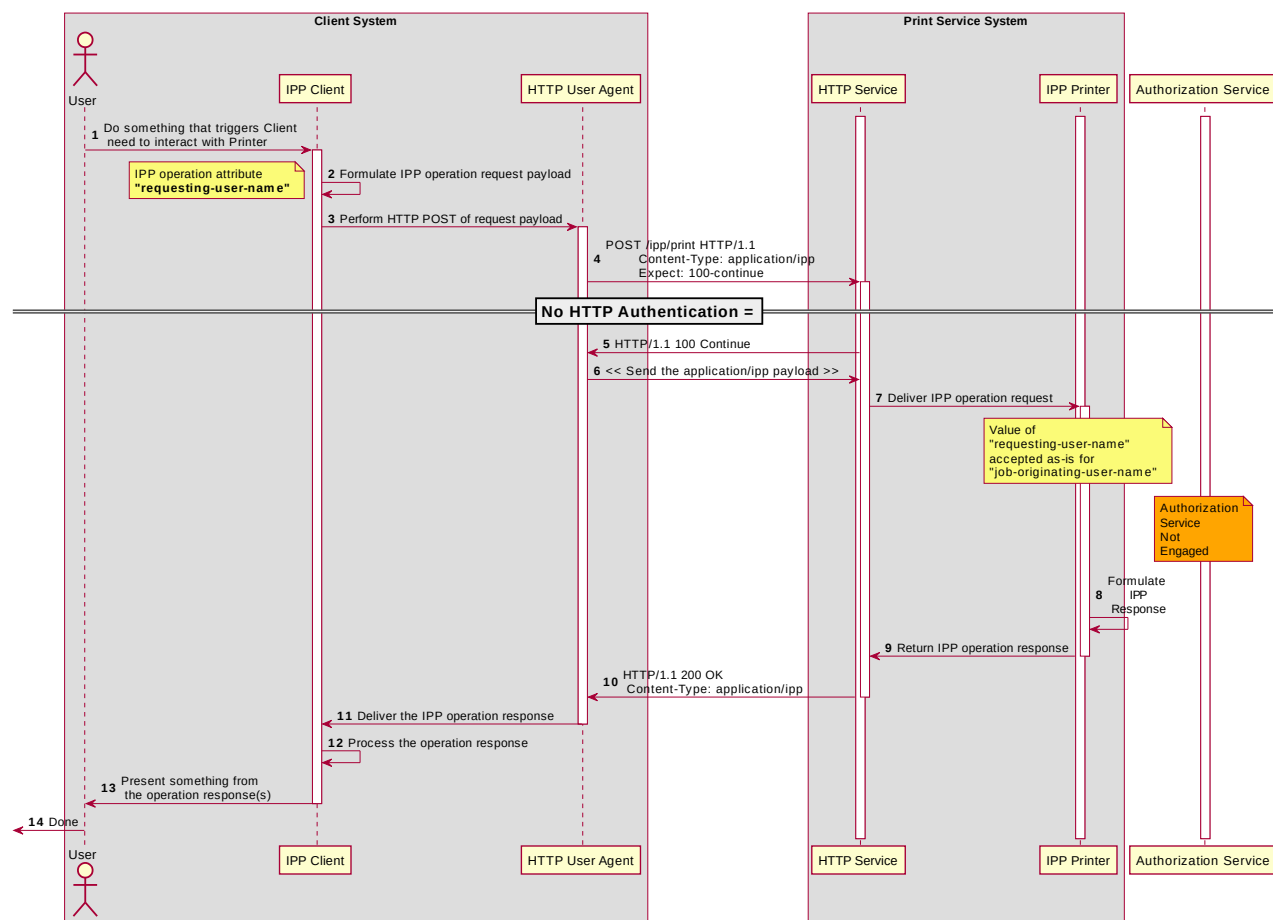 Client System
Print Service System
User
IPP Client
HTTP User Agent
HTTP Service
IPP Printer
Authorization Service
1 Do something that triggers Client
need to interact with Printer
IPP operation attribute
"requesting-user-name"
2 Formulate IPP operation request payload
3 Perform HTTP POST of request payload
POST /ipp/print HTTP/1.1
4 Content-Type: application/ipp
Expect: 100-continue
No HTTP Authentication =
5 HTTP/1.1 100 Continue
6 << Send the application/ipp payload >>
7 Deliver IPP operation request
Value of
"requesting-user-name"
accepted as-is for
"job-originating-user-name"
Authorization
Service
Not
Engaged
Formulate
8 IPP
Response
9 Return IPP operation response
10 HTTP/1.1 200 OK
Content-Type: application/ipp
11 Deliver the IPP operation response
12 Process the operation response
13 Present something from
the operation response(s)
14 Done
User
IPP Client
HTTP User Agent
HTTP Service
IPP Printer
Authorization Service